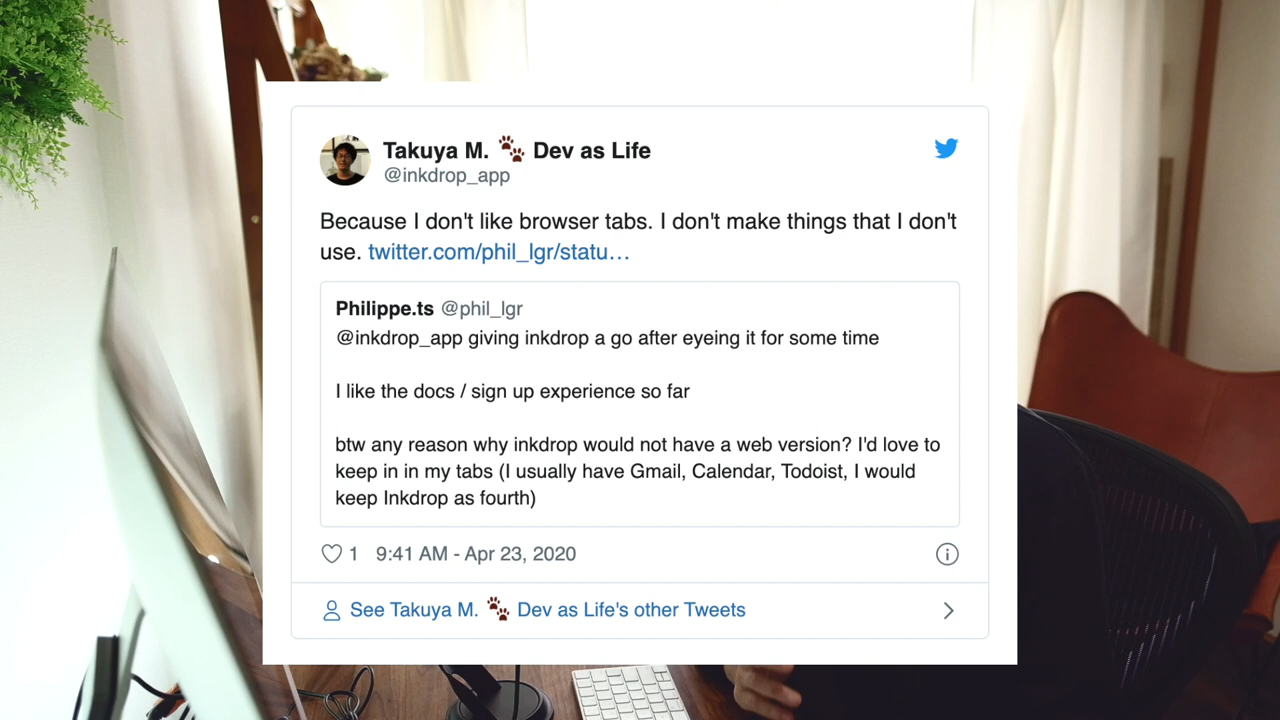 Takuya M. 🐾 Dev as Life
@inkdrop_app
Because I don't like browser tabs. I don't make things that I don't
use. twitter.com/phil_lgr/statu…
Philippe.ts @phil_lgr
@inkdrop_app giving inkdrop a go after eyeing it for some time
I like the docs / sign up experience so far
btw any reason why inkdrop would not have a web version? I'd love to
keep in in my tabs (I usually have Gmail, Calendar, Todoist, I would
keep Inkdrop as fourth)
1 9:41 AM - Apr 23, 2020
See Takuya M. 🐾 Dev as Life's other Tweets